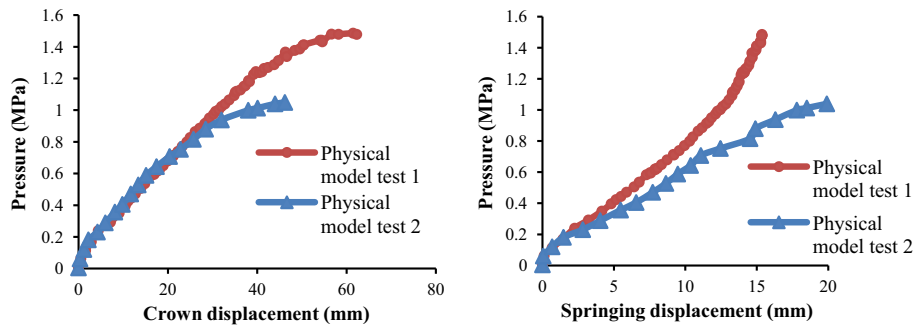 1.6
1.4
1.2
1
0.8
0.6
0.4
0.2
0
Pressure (MPa)
0
20
40
60
80
Crown displacement (mm)
Physical
model test 1
Physical
model test 2
1.6
1.4
1.2
1
0.8
0.6
0.4
0.2
0
Pressure (MPa)
0
5
10
15
20
Springing displacement (mm)
Physical
model test 1
Physical
model test 2